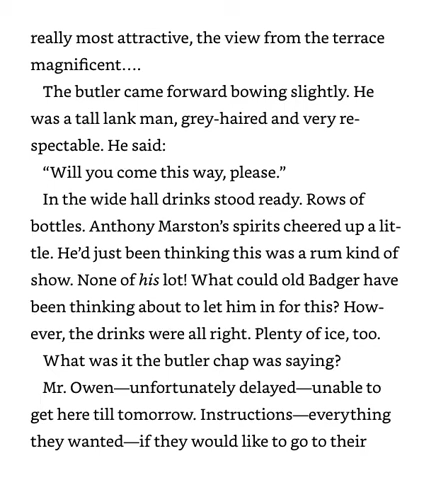 really most attractive, the view from the terrace
magnificent….
The butler came forward bowing slightly. He
was a tall lank man, grey-haired and very re-
spectable. He said:
“Will you come this way, please.”
In the wide hall drinks stood ready. Rows of
bottles. Anthony Marston’s spirits cheered up a lit-
tle. He’d just been thinking this was a rum kind of
show. None of his lot! What could old Badger have
been thinking about to let him in for this? How-
ever, the drinks were all right. Plenty of ice, too.
What was it the butler chap was saying?
Mr. Owen—unfortunately delayed—unable to
get here till tomorrow. Instructions—everything
they wanted—if they would like to go to their